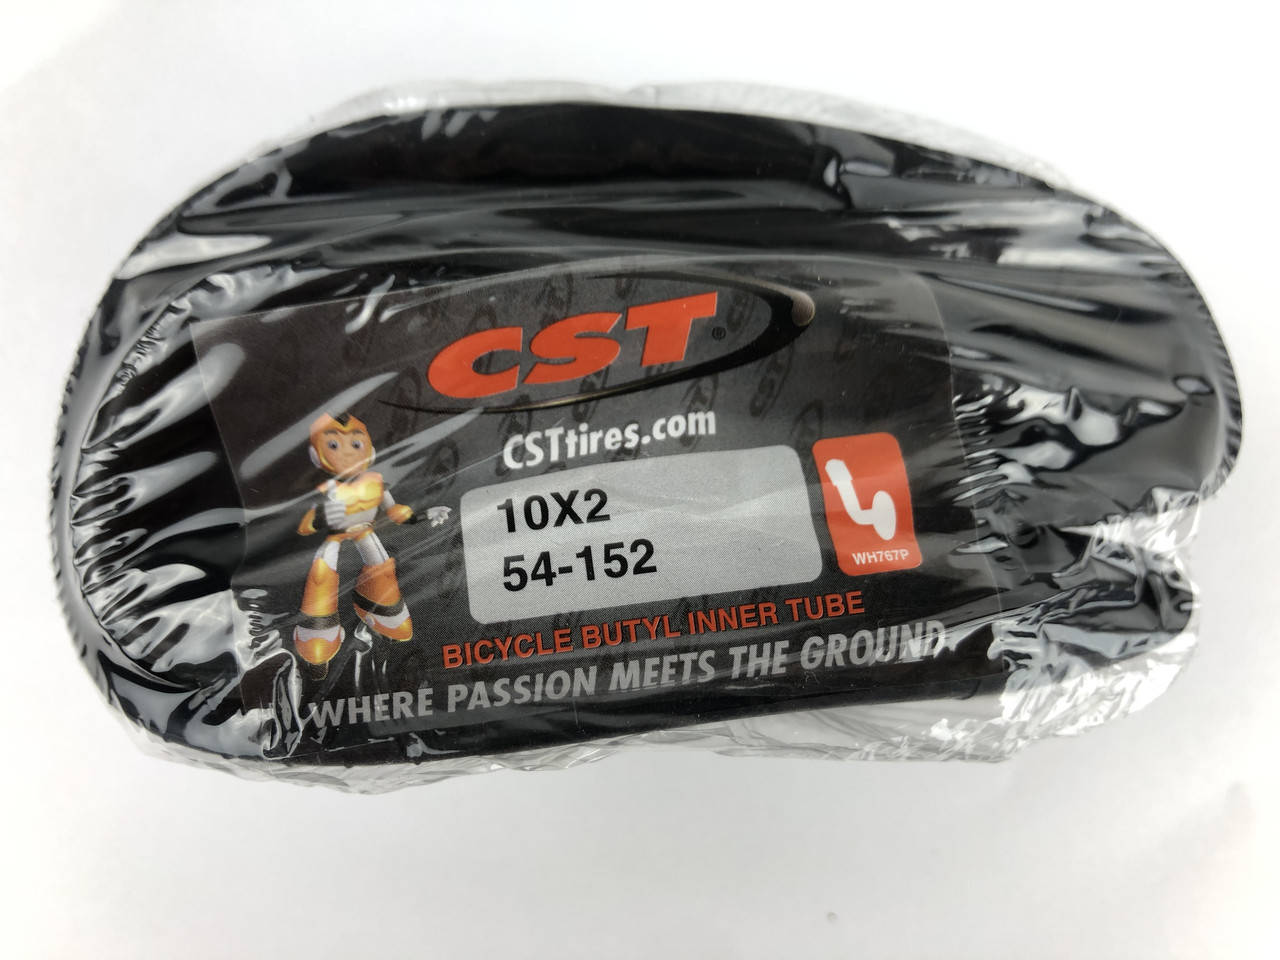 CST®
CSTtires.com
10X2
54-152
WH767P
BICYCLE BUTYL INNER TUBE
WHERE PASSION MEETS THE GROUND